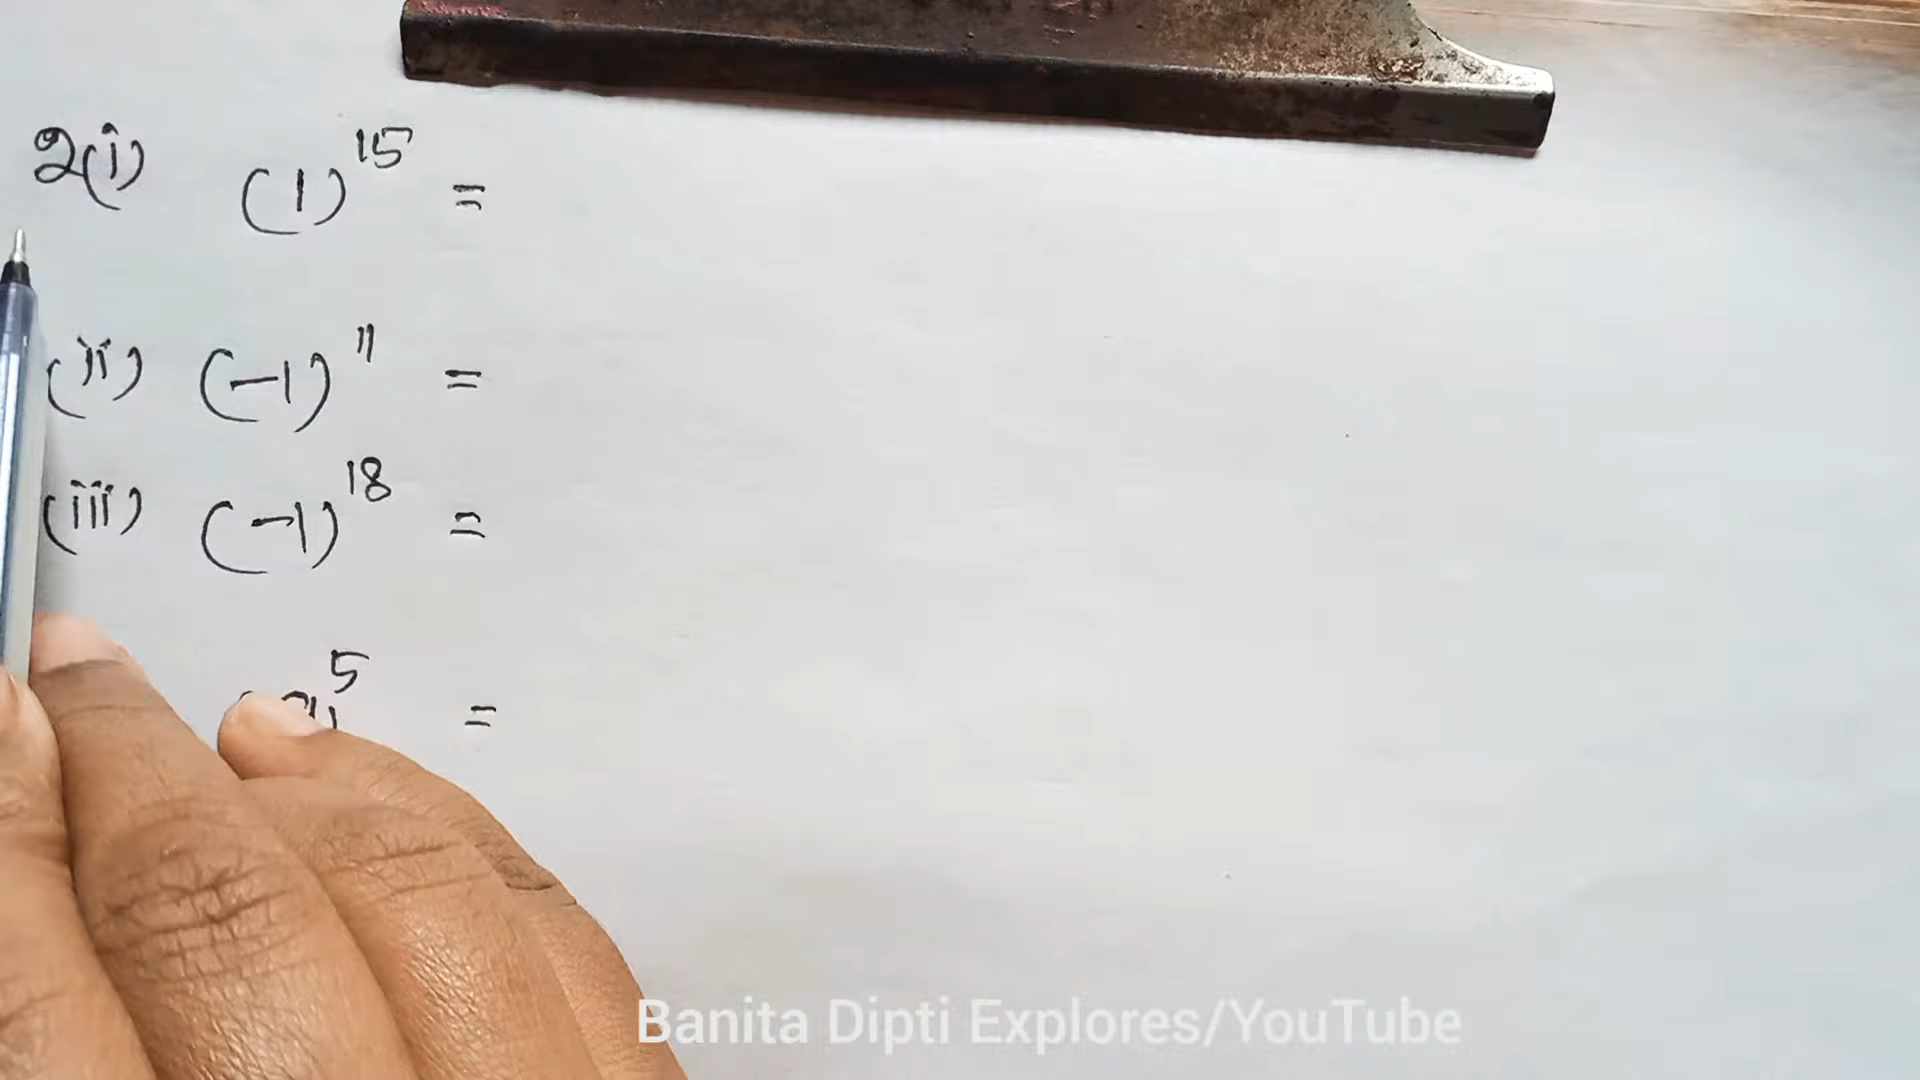 2(i) (1)¹⁵ =
(ii) (-1)¹¹ =
(iii) (-1)¹⁸ =
5 =
Banita Dipti Explores/YouTube